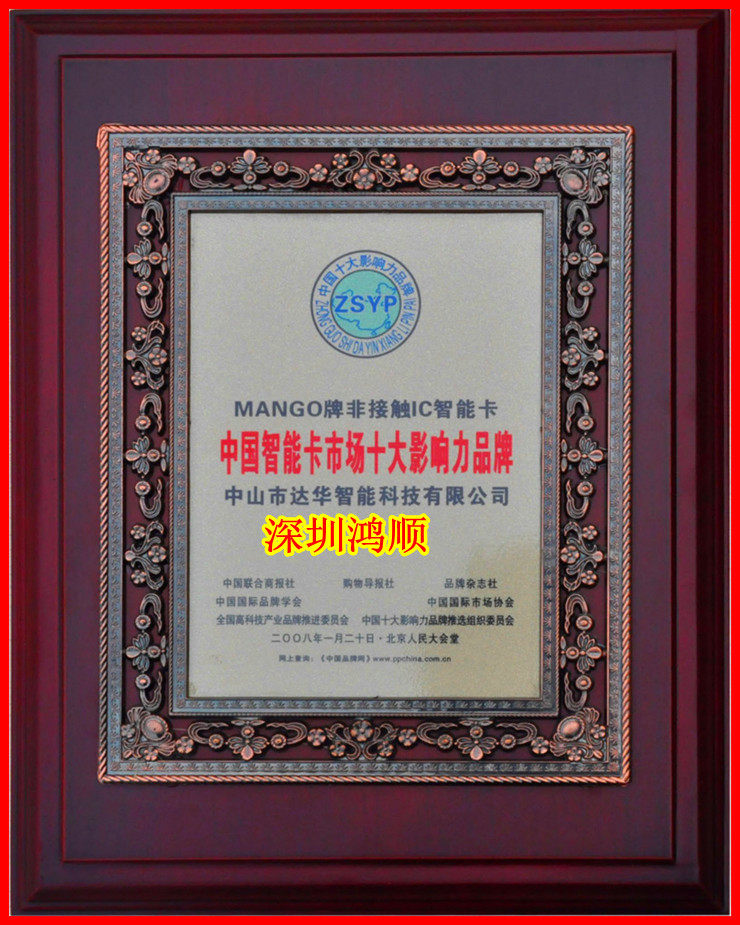 中国十大影响力品牌
ZSYP
ZHONG GUO SHI DA YIN XIANG LI PIN PAI
MANGO牌非接触IC智能卡
中国智能卡市场十大影响力品牌
中山市达华智能科技有限公司
深圳鸿顺
中国联合商报社 购物导报社 品牌杂志社
中国国际品牌学会 中国国际市场协会
全国高科技产业品牌推进委员会 中国十大影响力品牌推选组织委员会
二〇〇八年一月二十日·北京人民大会堂
网上查询：《中国品牌网》www.ppchina.com.cn